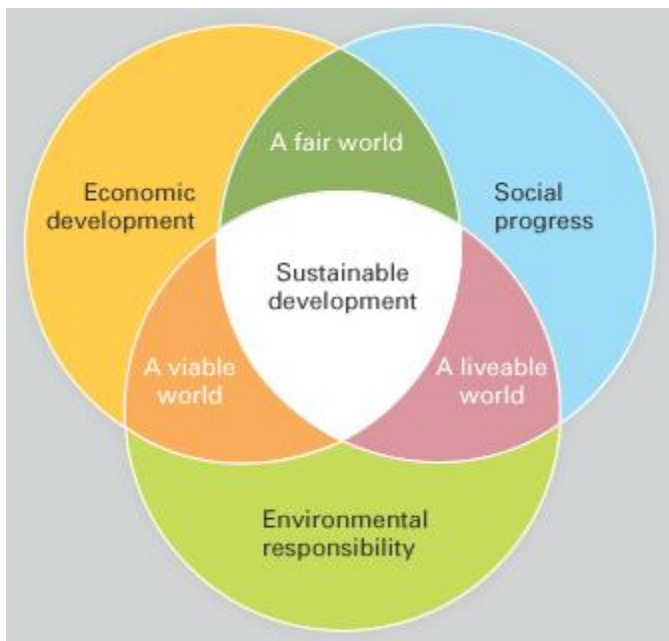 A fair world
Economic
development
Social
progress
Sustainable
development
A viable
world
A liveable
world
Environmental
responsibility